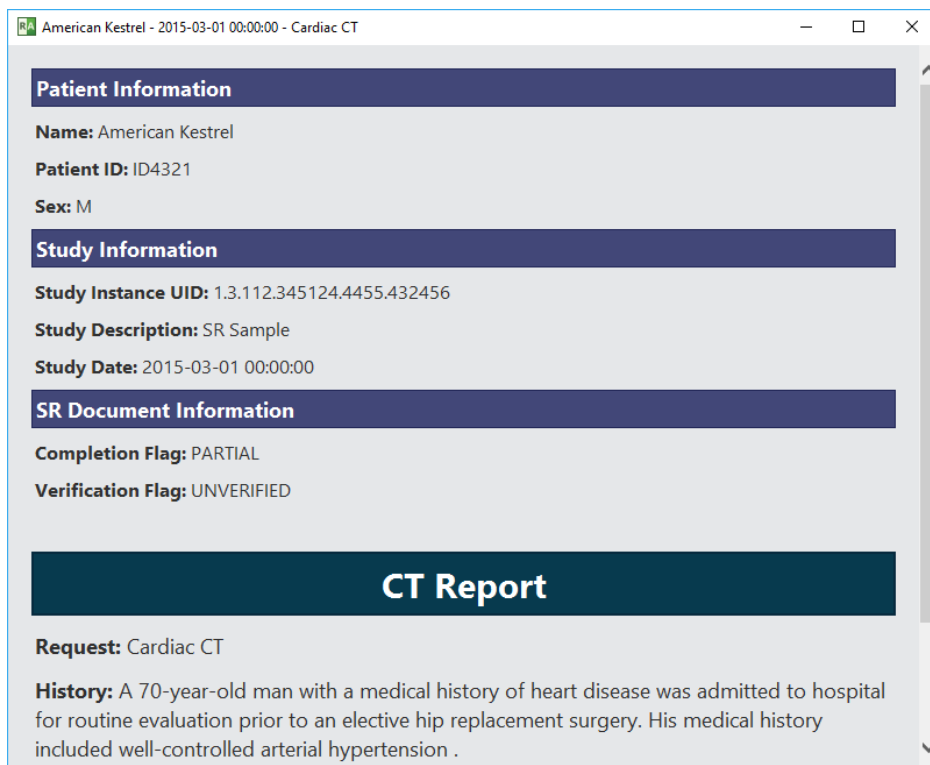 RA American Kestrel - 2015-03-01 00:00:00 - Cardiac CT
Patient Information
Name: American Kestrel
Patient ID: ID4321
Sex: M
Study Information
Study Instance UID: 1.3.112.345124.4455.432456
Study Description: SR Sample
Study Date: 2015-03-01 00:00:00
SR Document Information
Completion Flag: PARTIAL
Verification Flag: UNVERIFIED
CT Report
Request: Cardiac CT
History: A 70-year-old man with a medical history of heart disease was admitted to hospital
for routine evaluation prior to an elective hip replacement surgery. His medical history
included well-controlled arterial hypertension .